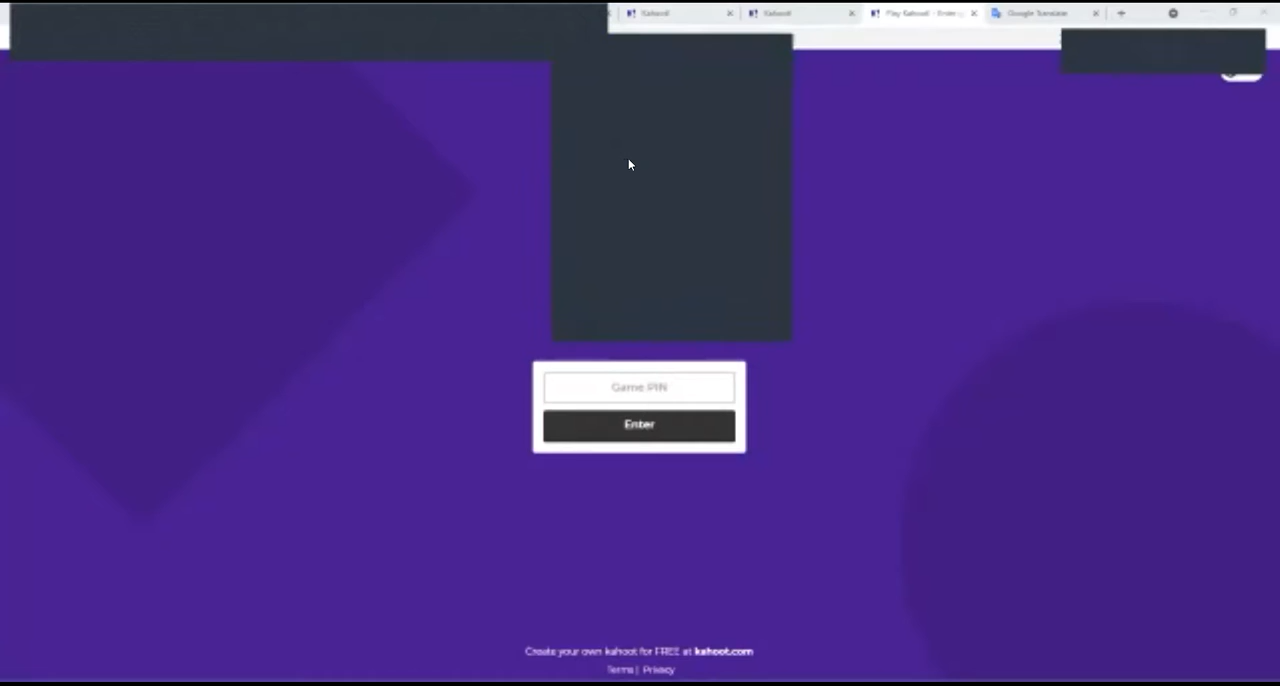 Kahoot!
Kahoot!
Play Kahoot! - Enter
Google Translate
Game PIN
Enter
Create your own kahoot for FREE at kahoot.com
Terms | Privacy